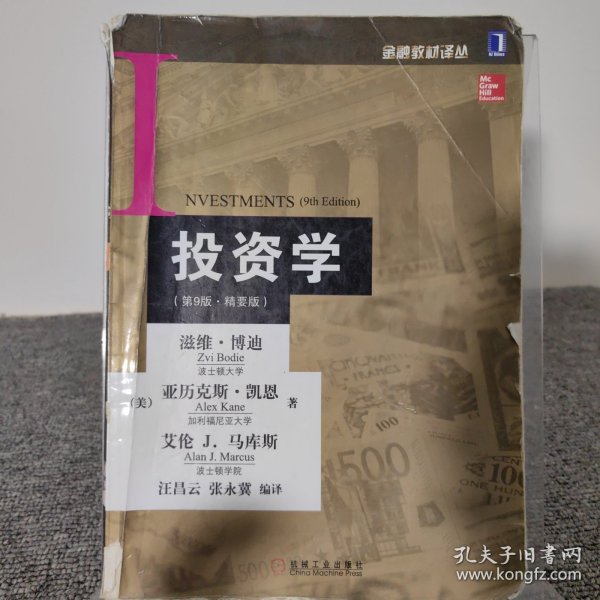 金融教材译丛
Mc
Graw
Hill
Education
INVESTMENTS (9th Edition)
投资学
(第9版·精要版)
滋维·博迪
Zvi Bodie
波士顿大学
(美) 亚历克斯·凯恩 著
Alex Kane
加利福尼亚大学
艾伦 J. 马库斯
Alan J. Marcus
波士顿学院
汪昌云 张永冀 编译
机械工业出版社
China Machine Press
500
100
500
100
孔夫子旧书网
www.kongfz.com